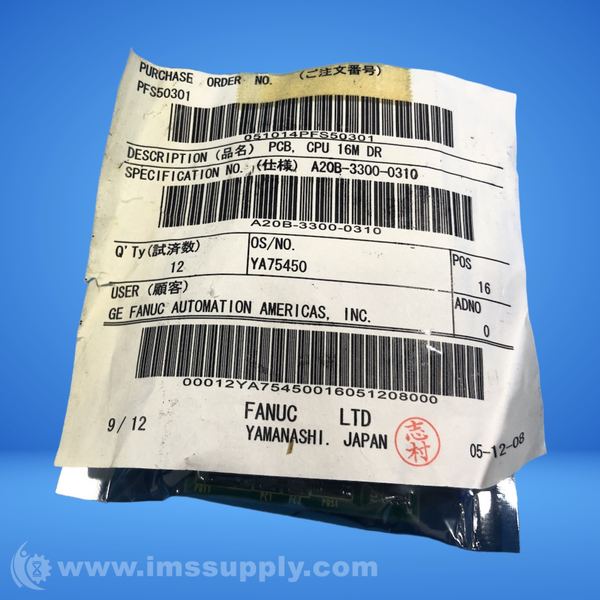 PURCHASE ORDER NO. (ご注文番号)
PFS50301
051014PFS50301
DESCRIPTION (品名) PCB, CPU 16M DR
SPECIFICATION NO. (仕様) A20B-3300-0310
A20B-3300-0310
Q'Ty(試済数) OS/NO. POS
12 YA75450 16
USER (顧客) ADNO
GE FANUC AUTOMATION AMERICAS, INC. 0
00012YA75450016051208000
9/12 FANUC LTD
YAMANASHI. JAPAN
志村
05-12-08
www.imssupply.com